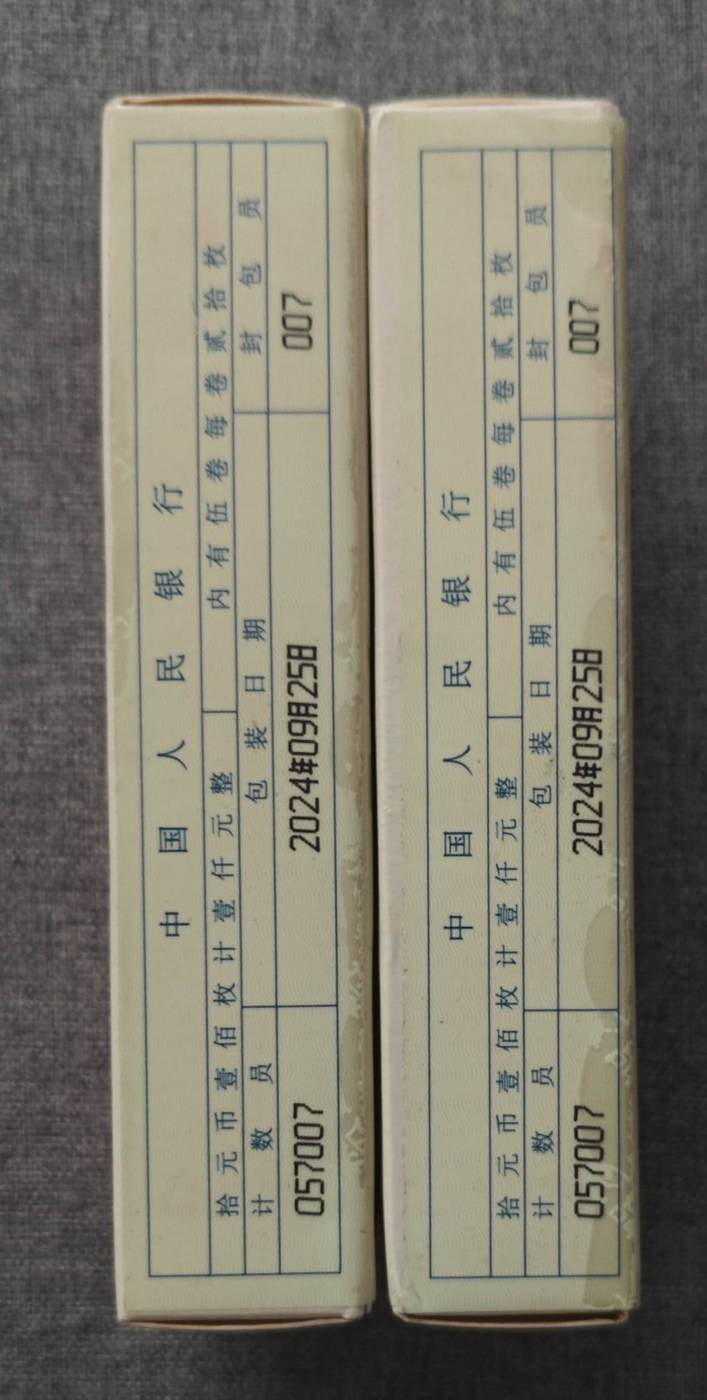 中国人民银行
拾元币壹佰枚计壹仟元整 内有伍卷每卷贰拾枚
计数员 包装日期 封包员
057007 2024年09月25日 007
中国人民银行
拾元币壹佰枚计壹仟元整 内有伍卷每卷贰拾枚
计数员 包装日期 封包员
057007 2024年09月25日 007